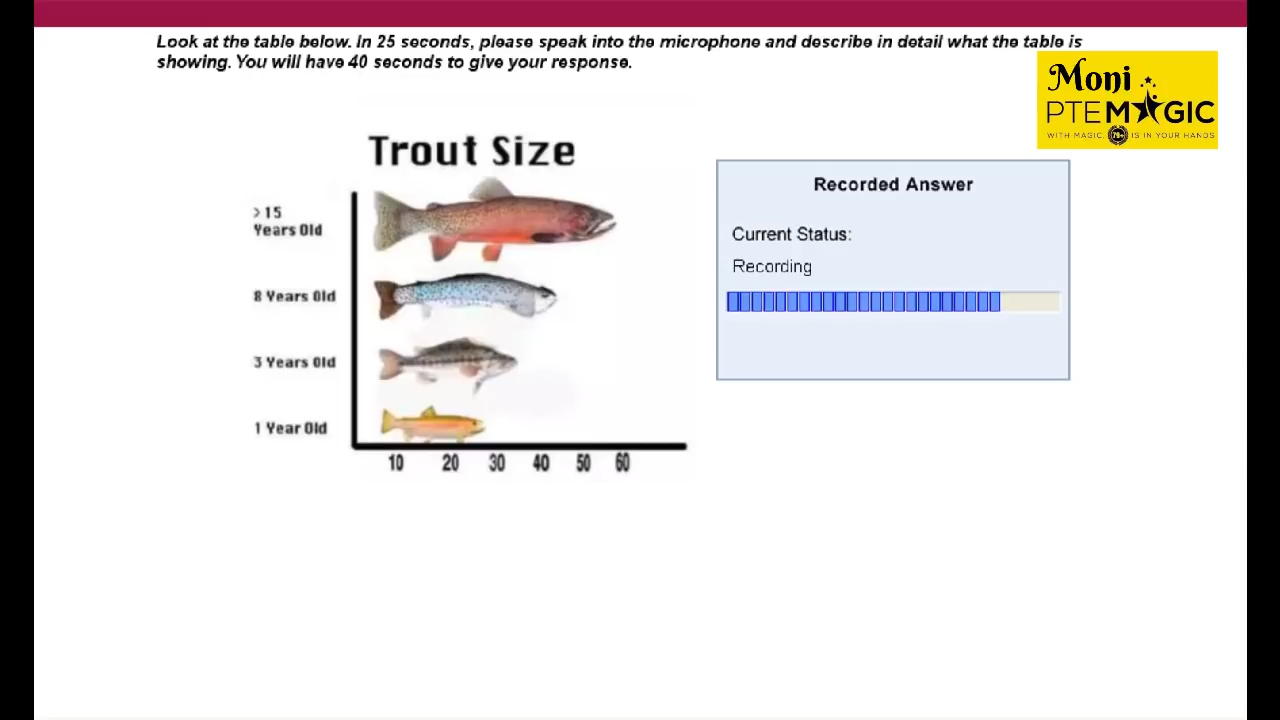 Look at the table below. In 25 seconds, please speak into the microphone and describe in detail what the table is
showing. You will have 40 seconds to give your response.
Moni
PTEMAGIC
WITH MAGIC, 79+ IS IN YOUR HANDS
Trout Size
>15
Years Old
8 Years Old
3 Years Old
1 Year Old
10 20 30 40 50 60
Recorded Answer
Current Status:
Recording